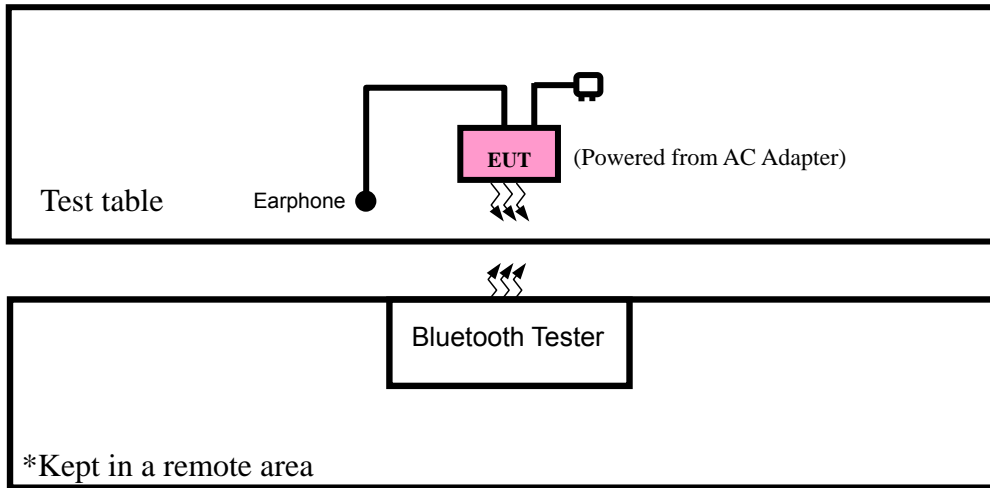 EUT
(Powered from AC Adapter)
Test table
Earphone
Bluetooth Tester
*Kept in a remote area